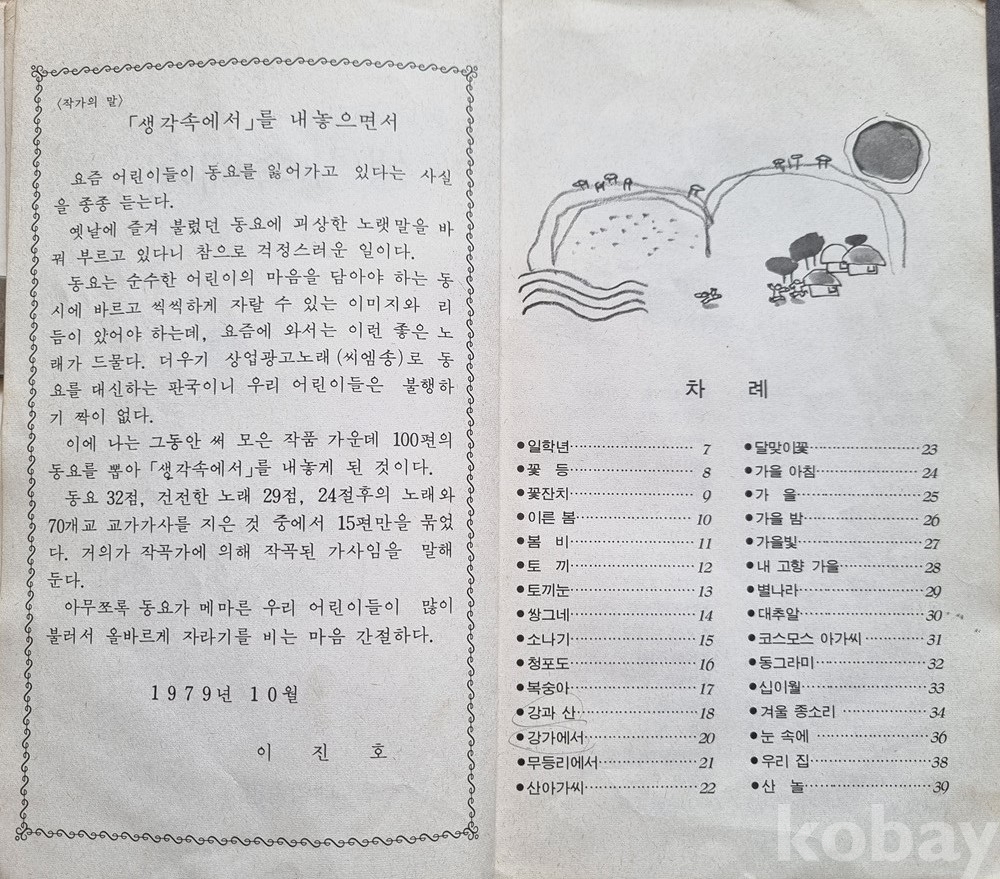 〈작가의 말〉
「생각속에서」를 내놓으면서
요즘 어린이들이 동요를 잃어가고 있다는 사실
을 종종 듣는다.
옛날에 즐겨 불렀던 동요에 괴상한 노랫말을 바
꿔 부르고 있다니 참으로 걱정스러운 일이다.
동요는 순수한 어린이의 마음을 담아야 하는 동
시에 바르고 씩씩하게 자랄 수 있는 이미지와 리
듬이 있어야 하는데, 요즘에 와서는 이런 좋은 노
래가 드물다. 더우기 상업광고노래(씨엠송)로 동
요를 대신하는 판국이니 우리 어린이들은 불행하
기 짝이 없다.
이에 나는 그동안 써 모은 작품 가운데 100편의
동요를 뽑아 「생각속에서」를 내놓게 된 것이다.
동요 32점, 건전한 노래 29점, 24절후의 노래와
70개교 교가가사를 지은 것 중에서 15편만을 묶었
다. 거의가 작곡가에 의해 작곡된 가사임을 말해
둔다.
아무쪼록 동요가 메마른 우리 어린이들이 많이
불러서 올바르게 자라기를 비는 마음 간절하다.
1979년 10월
이 진 호
차 례
●일학년 7
●꽃 등 8
●꽃잔치 9
●이른 봄 10
●봄 비 11
●토 끼 12
●토끼눈 13
●쌍그네 14
●소나기 15
●청포도 16
●복숭아 17
●강과 산 18
●강가에서 20
●무등리에서 21
●산아가씨 22
●달맞이꽃 23
●가을 아침 24
●가 을 25
●가을 밤 26
●가을빛 27
●내 고향 가을 28
●별나라 29
●대추알 30
●코스모스 아가씨 31
●동그라미 32
●십이월 33
●겨울 종소리 34
●눈 속에 36
●우리 집 38
●산 놀 39
kobay